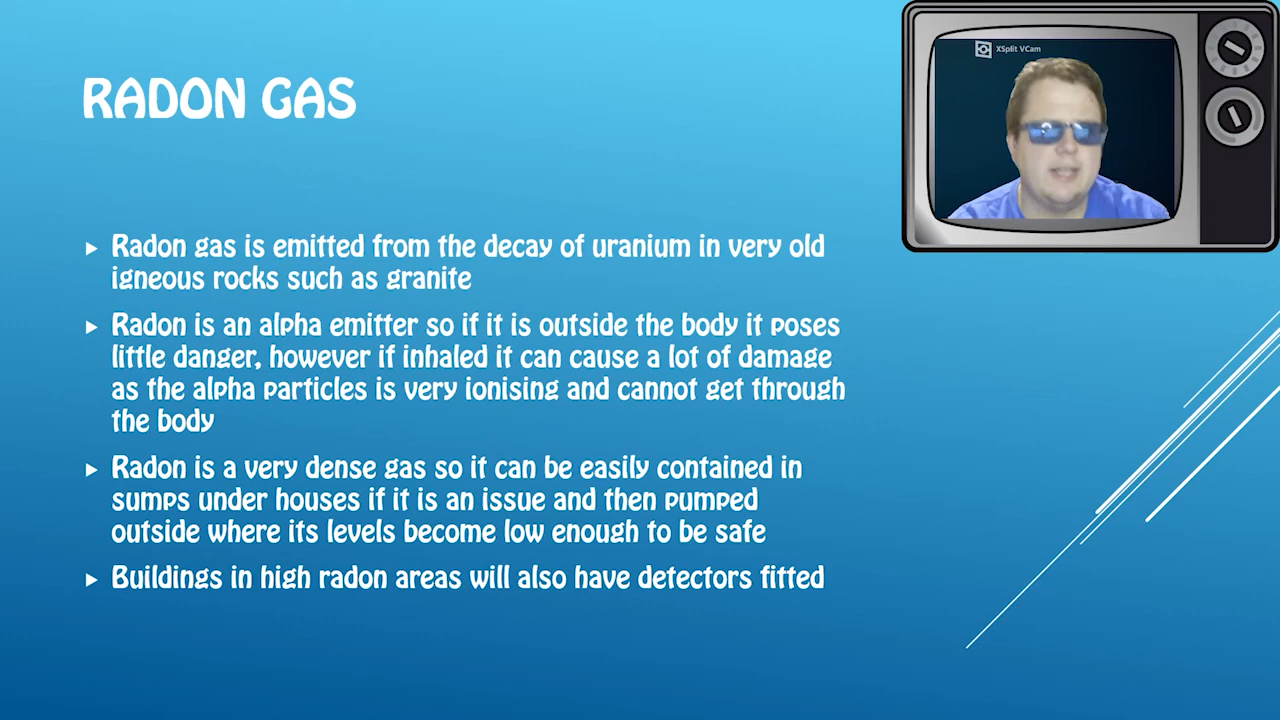 XSplit VCam
RADON GAS
Radon gas is emitted from the decay of uranium in very old
igneous rocks such as granite
Radon is an alpha emitter so if it is outside the body it poses
little danger, however if inhaled it can cause a lot of damage
as the alpha particles is very ionising and cannot get through
the body
Radon is a very dense gas so it can be easily contained in
sumps under houses if it is an issue and then pumped
outside where its levels become low enough to be safe
Buildings in high radon areas will also have detectors fitted